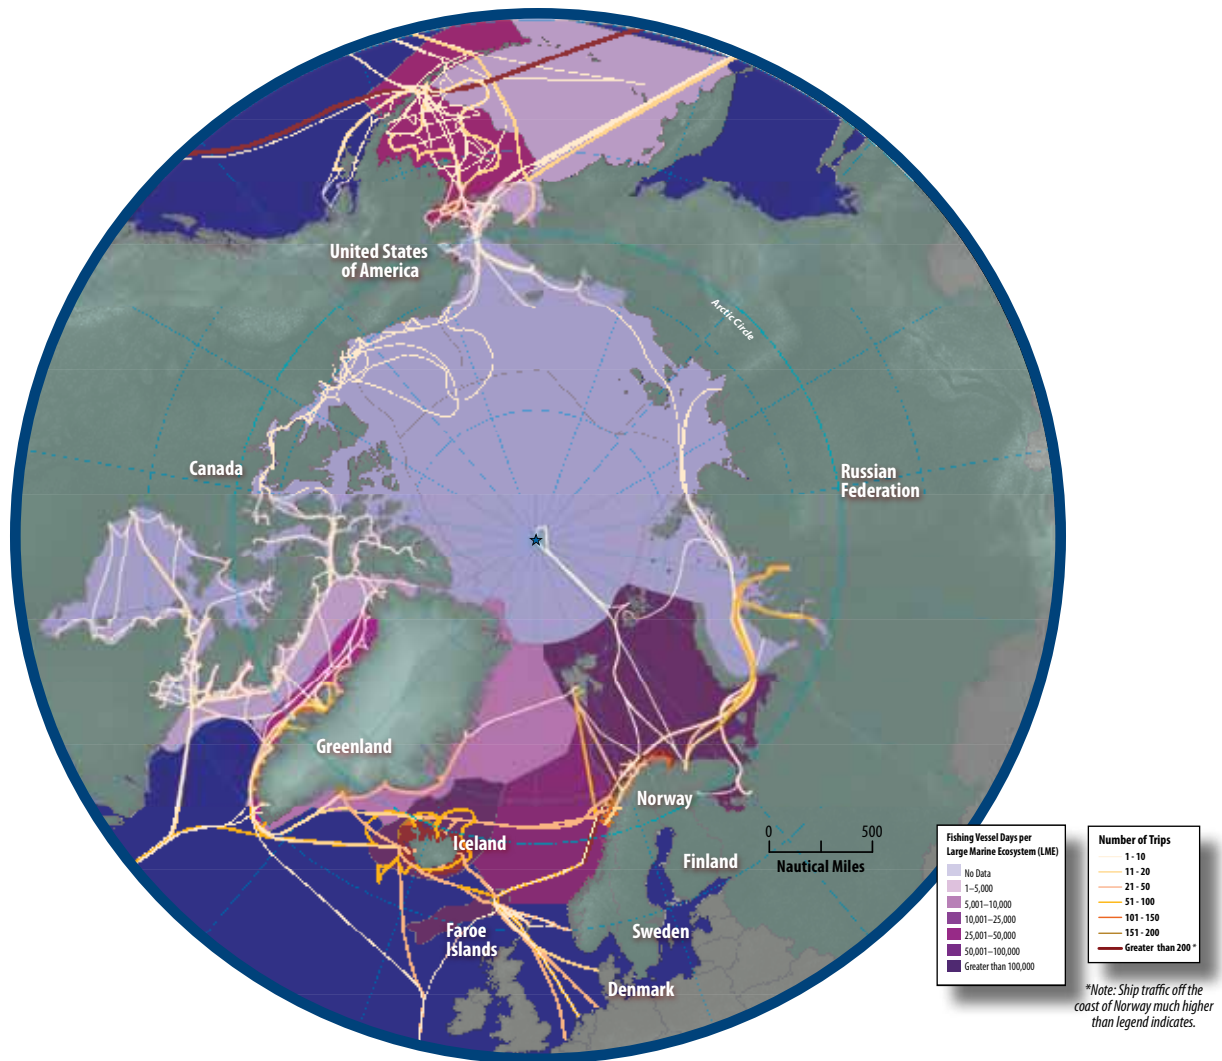 United States
of America
Arctic Circle
Canada
Russian
Federation
Greenland
Norway
Iceland
Finland
Faroe
Islands
Sweden
Denmark
0 500
Nautical Miles
Fishing Vessel Days per
Large Marine Ecosystem (LME)
No Data
1–5,000
5,001–10,000
10,001–25,000
25,001–50,000
50,001–100,000
Greater than 100,000
Number of Trips
1 - 10
11 - 20
21 - 50
51 - 100
101 - 150
151 - 200
Greater than 200 *
*Note: Ship traffic off the
coast of Norway much higher
than legend indicates.